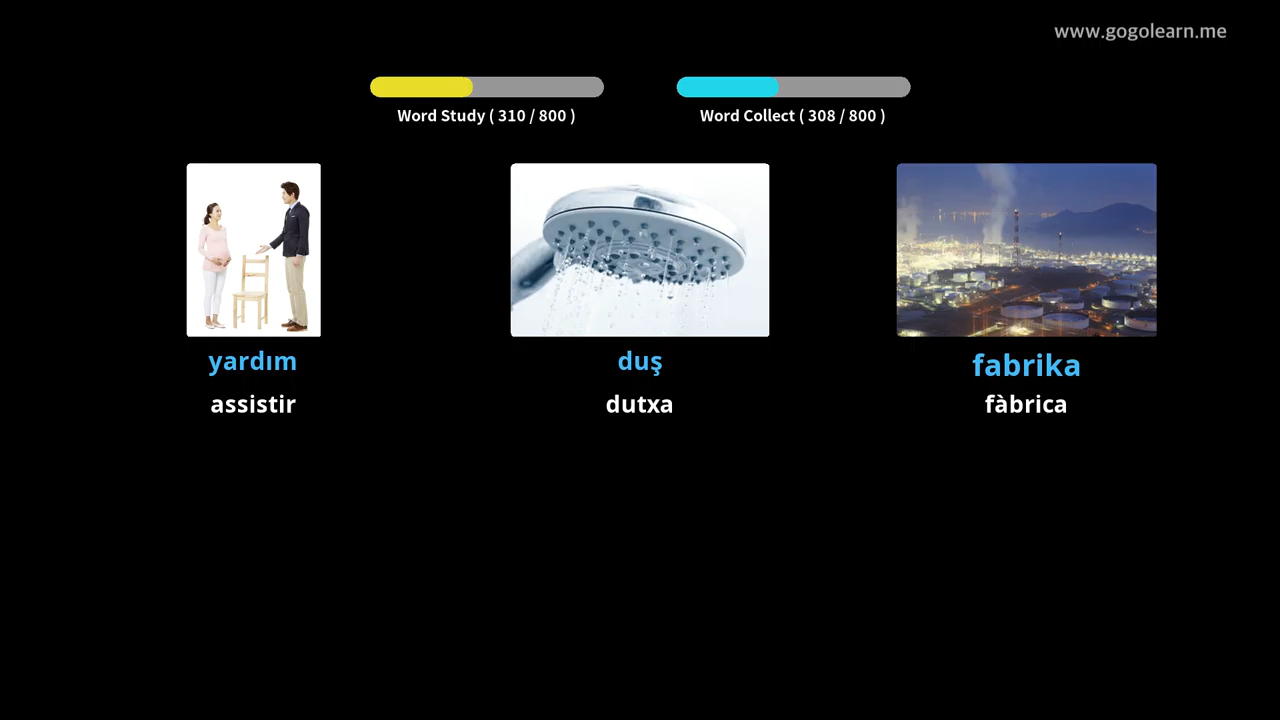 www.gogolearn.me
Word Study ( 310 / 800 )
Word Collect ( 308 / 800 )
yardım
duş
fabrika
assistir
dutxa
fàbrica